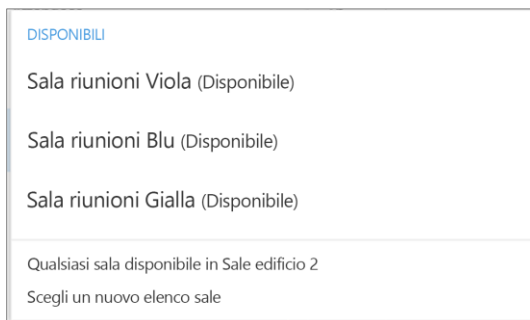 DISPONIBILI
Sala riunioni Viola (Disponibile)
Sala riunioni Blu (Disponibile)
Sala riunioni Gialla (Disponibile)
Qualsiasi sala disponibile in Sale edificio 2
Scegli un nuovo elenco sale